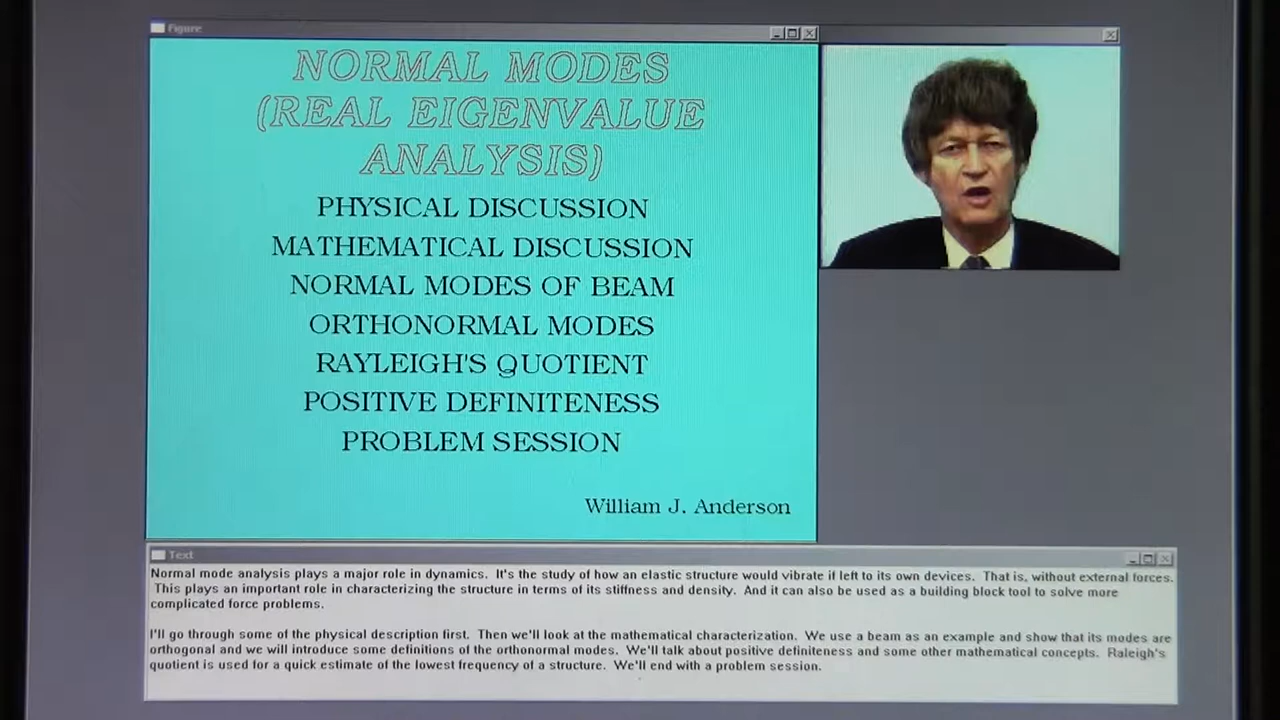 Figure
NORMAL MODES
(REAL EIGENVALUE
ANALYSIS)
PHYSICAL DISCUSSION
MATHEMATICAL DISCUSSION
NORMAL MODES OF BEAM
ORTHONORMAL MODES
RAYLEIGH'S QUOTIENT
POSITIVE DEFINITENESS
PROBLEM SESSION
William J. Anderson
Text
Normal mode analysis plays a major role in dynamics. It's the study of how an elastic structure would vibrate if left to its own devices. That is, without external forces.
This plays an important role in characterizing the structure in terms of its stiffness and density. And it can also be used as a building block tool to solve more
complicated force problems.
I'll go through some of the physical description first. Then we'll look at the mathematical characterization. We use a beam as an example and show that its modes are
orthogonal and we will introduce some definitions of the orthonormal modes. We'll talk about positive definiteness and some other mathematical concepts. Raleigh's
quotient is used for a quick estimate of the lowest frequency of a structure. We'll end with a problem session.